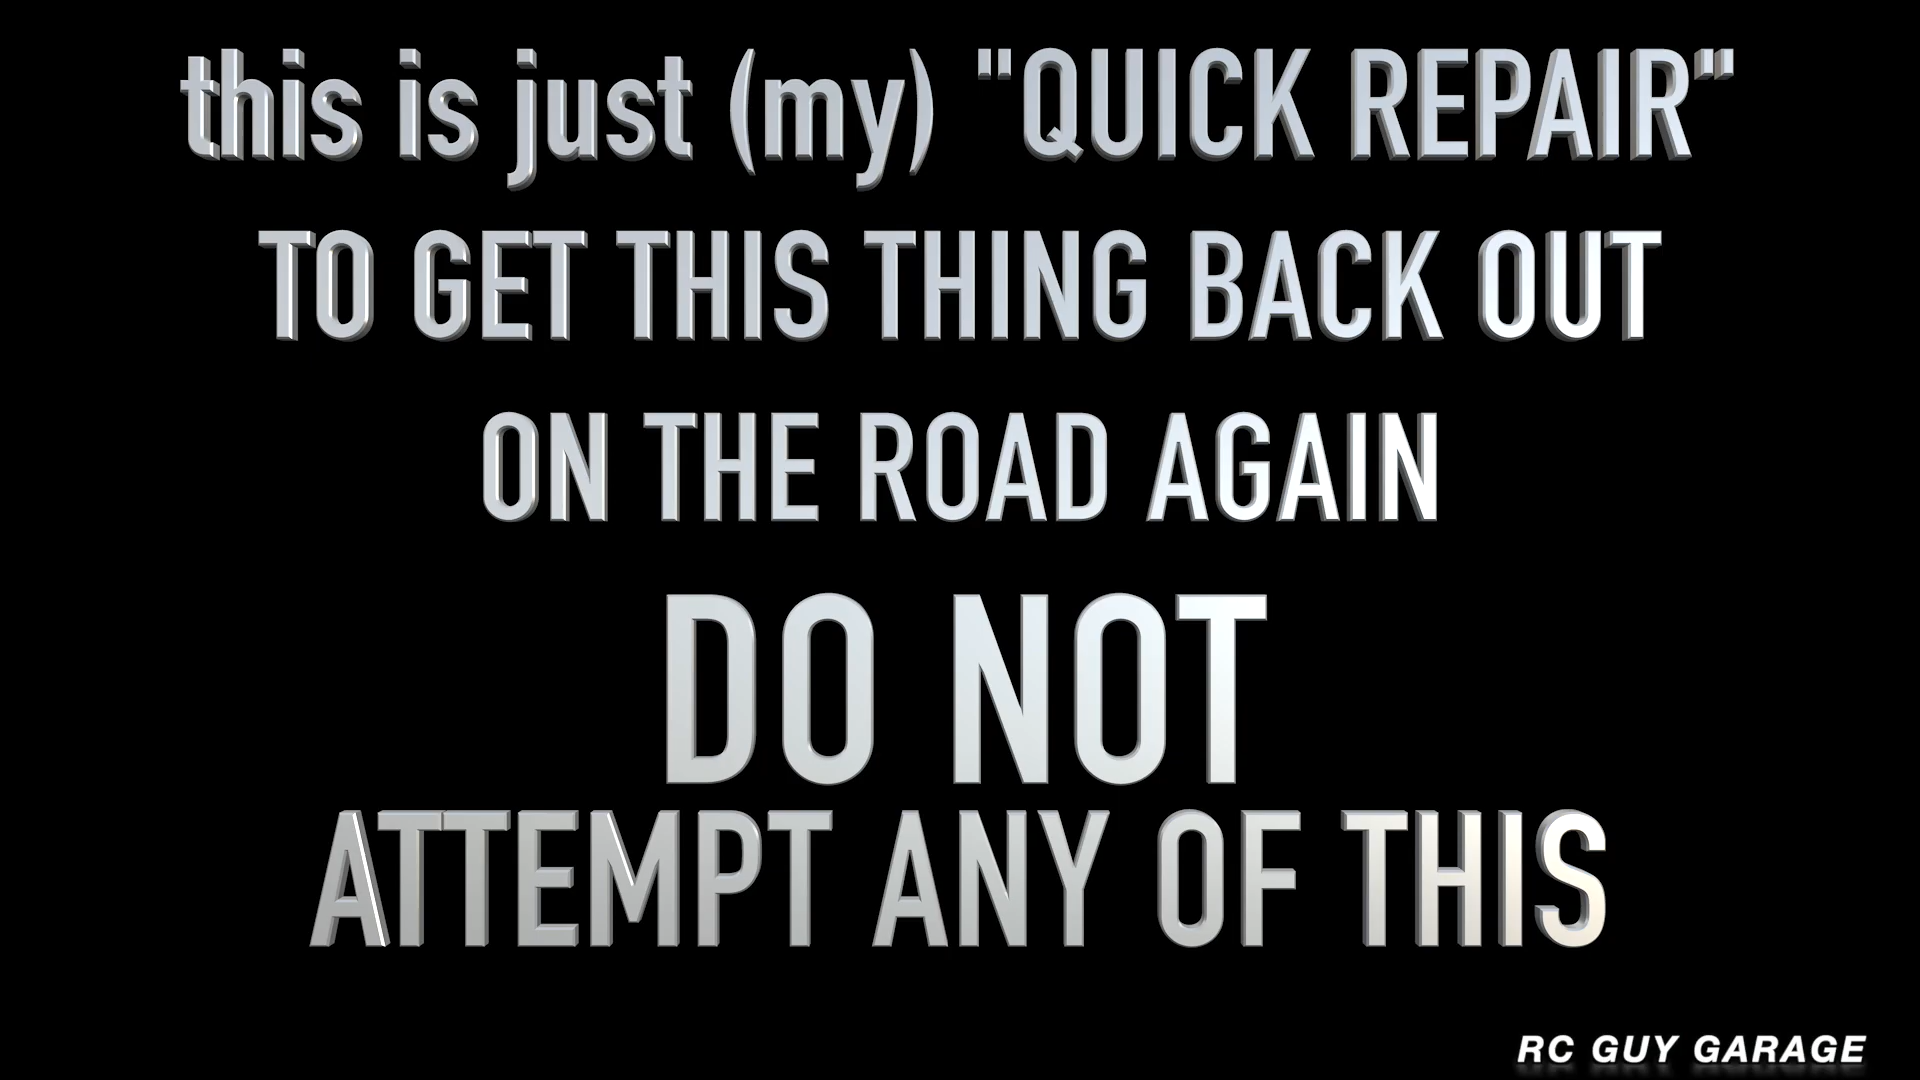 this is just (my) "QUICK REPAIR"
TO GET THIS THING BACK OUT
ON THE ROAD AGAIN
DO NOT
ATTEMPT ANY OF THIS
RC GUY GARAGE